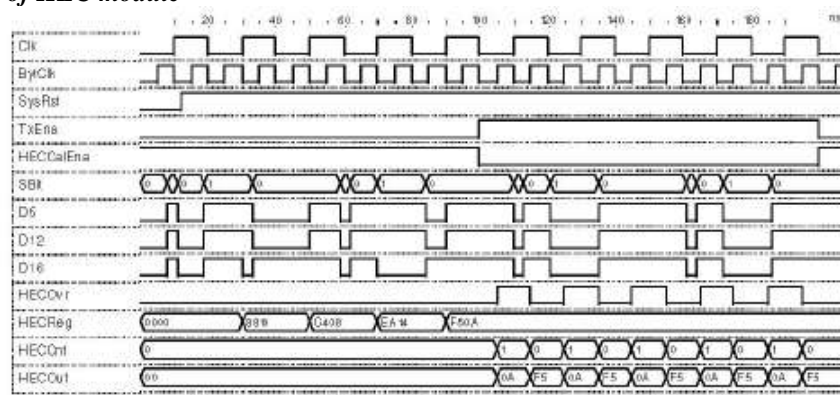 of HEC module
20 40 60 80 100 120 140 160 180 ns
Clk
BytClk
SysRst
TxEna
HECCalEna
SBit 0 0 1 0 0 1 0 0 1 0 0 1 0
D5
D12
D16
HECOvr
HECReg 0000 8810 C408 F50A
HECCnt 0 1 0 1 0 1 0 1 0 1 0
HECOut 00 0A F5 0A F5 0A F5 0A F5 0A F5